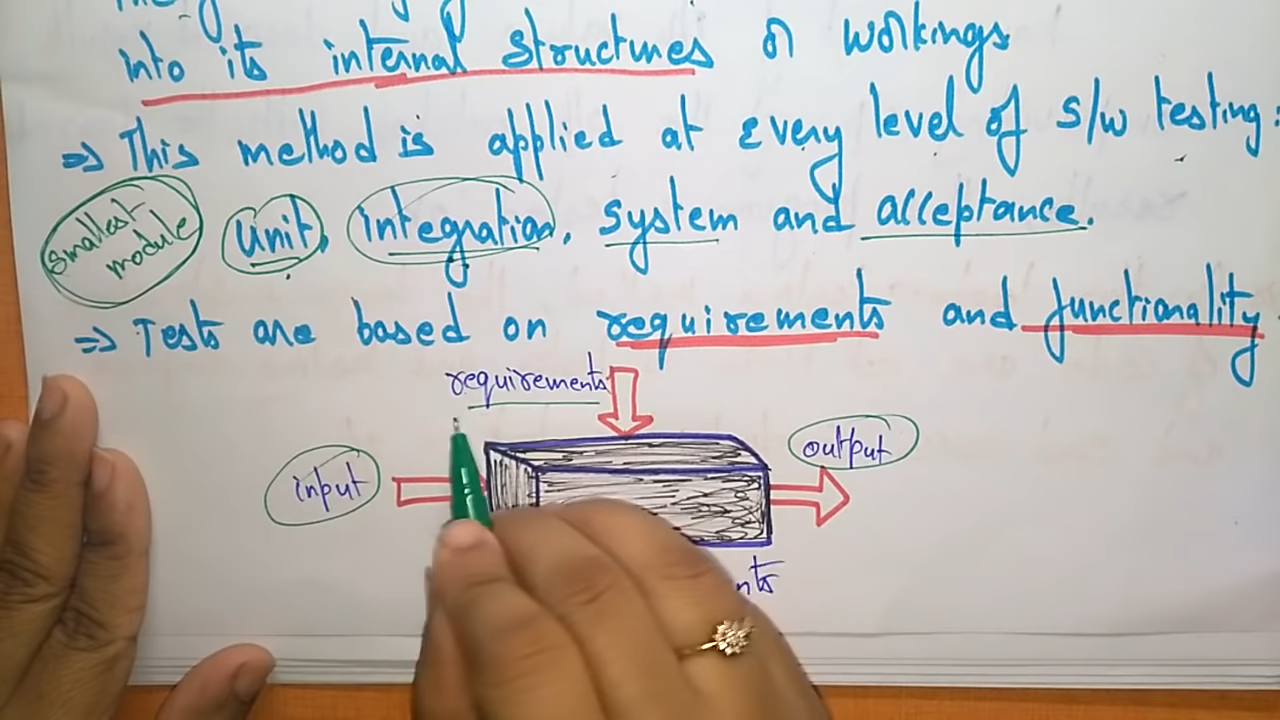 into its internal structures or workings
⇒ This method is applied at every level of s/w testing:
smallest module
unit, integration, system and acceptance.
⇒ Tests are based on requirements and functionality.
requirements
input
output